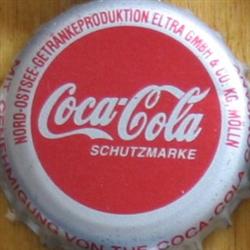 NORD-OSTSEE-GETRÄNKEPRODUKTION ELTRA GMBH & CO. KG, MÖLLN
Coca-Cola
SCHUTZMARKE
MIT GENEHMIGUNG VON THE COCA-COLA